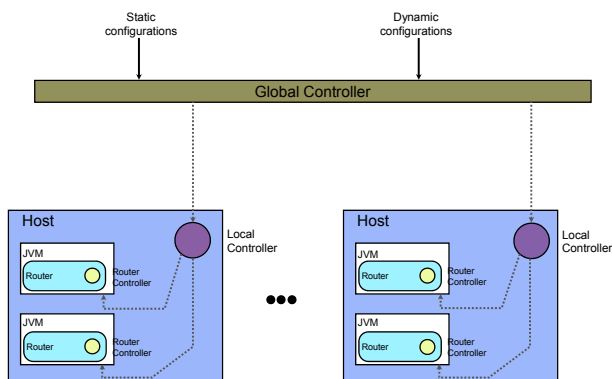 Static
configurations
Dynamic
configurations
Global Controller
Host
Local
Controller
JVM
Router
Router
Controller
JVM
Router
Router
Controller
Host
Local
Controller
JVM
Router
Router
Controller
JVM
Router
Router
Controller